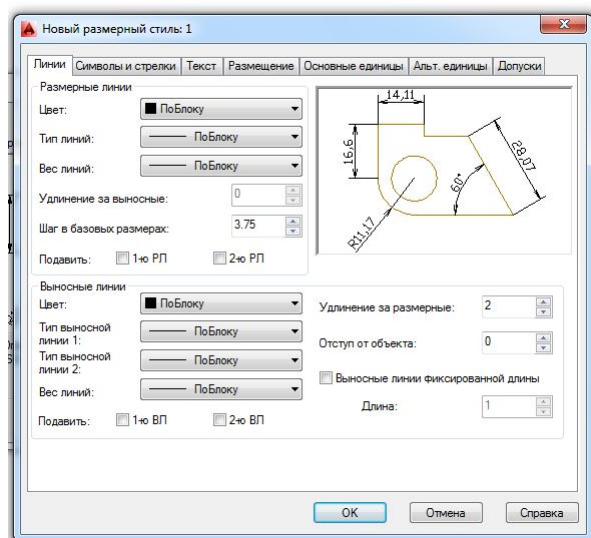 Новый размерный стиль: 1
Линии Символы и стрелки Текст Размещение Основные единицы Альт. единицы Допуски
Размерные линии
Цвет: ПоБлоку
Тип линий: ПоБлоку
Вес линий: ПоБлоку
Удлинение за выносные: 0
Шаг в базовых размерах: 3.75
Подавить: 1-ю РЛ 2-ю РЛ
14,11
16,6
28,07
60°
R11,17
Выносные линии
Цвет: ПоБлоку
Тип выносной линии 1: ПоБлоку
Тип выносной линии 2: ПоБлоку
Вес линий: ПоБлоку
Подавить: 1-ю ВЛ 2-ю ВЛ
Удлинение за размерные: 2
Отступ от объекта: 0
Выносные линии фиксированной длины
Длина: 1
OK Отмена Справка